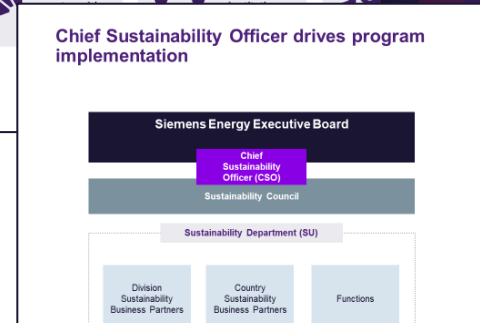 Chief Sustainability Officer drives program
implementation
Siemens Energy Executive Board
Chief
Sustainability
Officer (CSO)
Sustainability Council
Sustainability Department (SU)
Division
Sustainability
Business Partners
Country
Sustainability
Business Partners
Functions